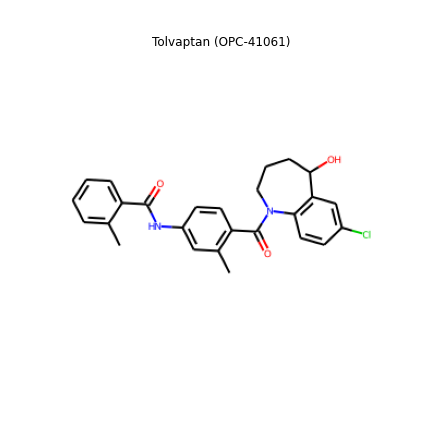 Tolvaptan (OPC-41061)
OH
O
N
HN
Cl
O